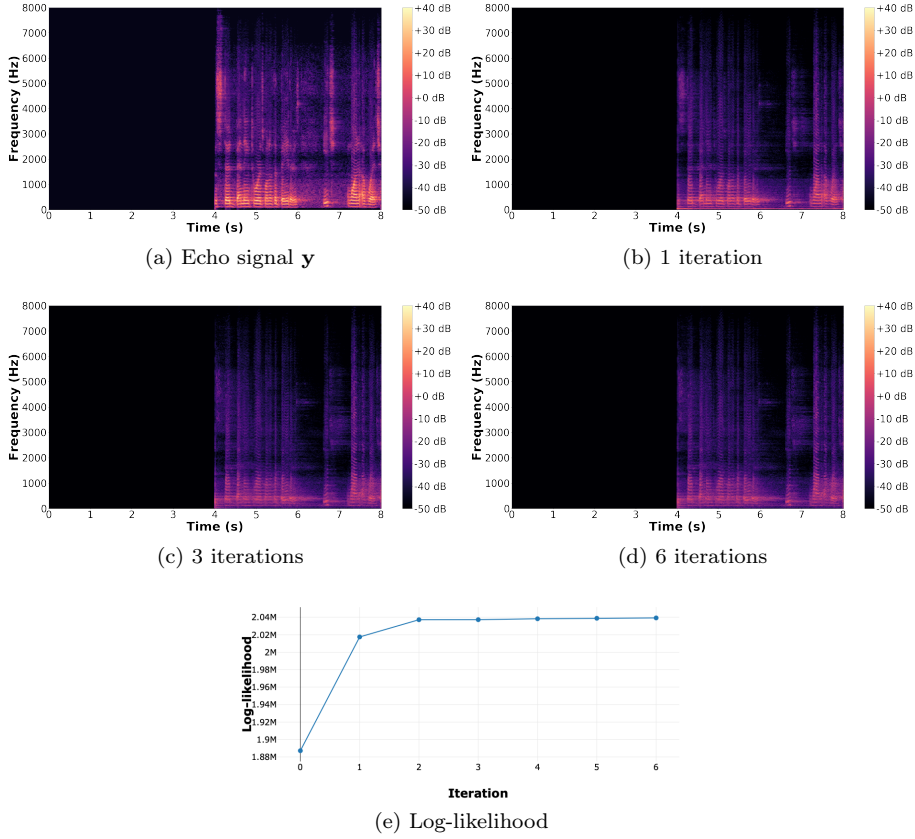 8000
7000
6000
5000
4000
3000
2000
1000
0
Frequency (Hz)
0 1 2 3 4 5 6 7 8
Time (s)
+40 dB
+30 dB
+20 dB
+10 dB
+0 dB
-10 dB
-20 dB
-30 dB
-40 dB
-50 dB
(a) Echo signal y
8000
7000
6000
5000
4000
3000
2000
1000
0
Frequency (Hz)
0 1 2 3 4 5 6 7 8
Time (s)
+40 dB
+30 dB
+20 dB
+10 dB
+0 dB
-10 dB
-20 dB
-30 dB
-40 dB
-50 dB
(b) 1 iteration
8000
7000
6000
5000
4000
3000
2000
1000
0
Frequency (Hz)
0 1 2 3 4 5 6 7 8
Time (s)
+40 dB
+30 dB
+20 dB
+10 dB
+0 dB
-10 dB
-20 dB
-30 dB
-40 dB
-50 dB
(c) 3 iterations
8000
7000
6000
5000
4000
3000
2000
1000
0
Frequency (Hz)
0 1 2 3 4 5 6 7 8
Time (s)
+40 dB
+30 dB
+20 dB
+10 dB
+0 dB
-10 dB
-20 dB
-30 dB
-40 dB
-50 dB
(d) 6 iterations
2.04M
2.02M
2M
1.98M
1.96M
1.94M
1.92M
1.9M
1.88M
Log-likelihood
0 1 2 3 4 5 6
Iteration
(e) Log-likelihood